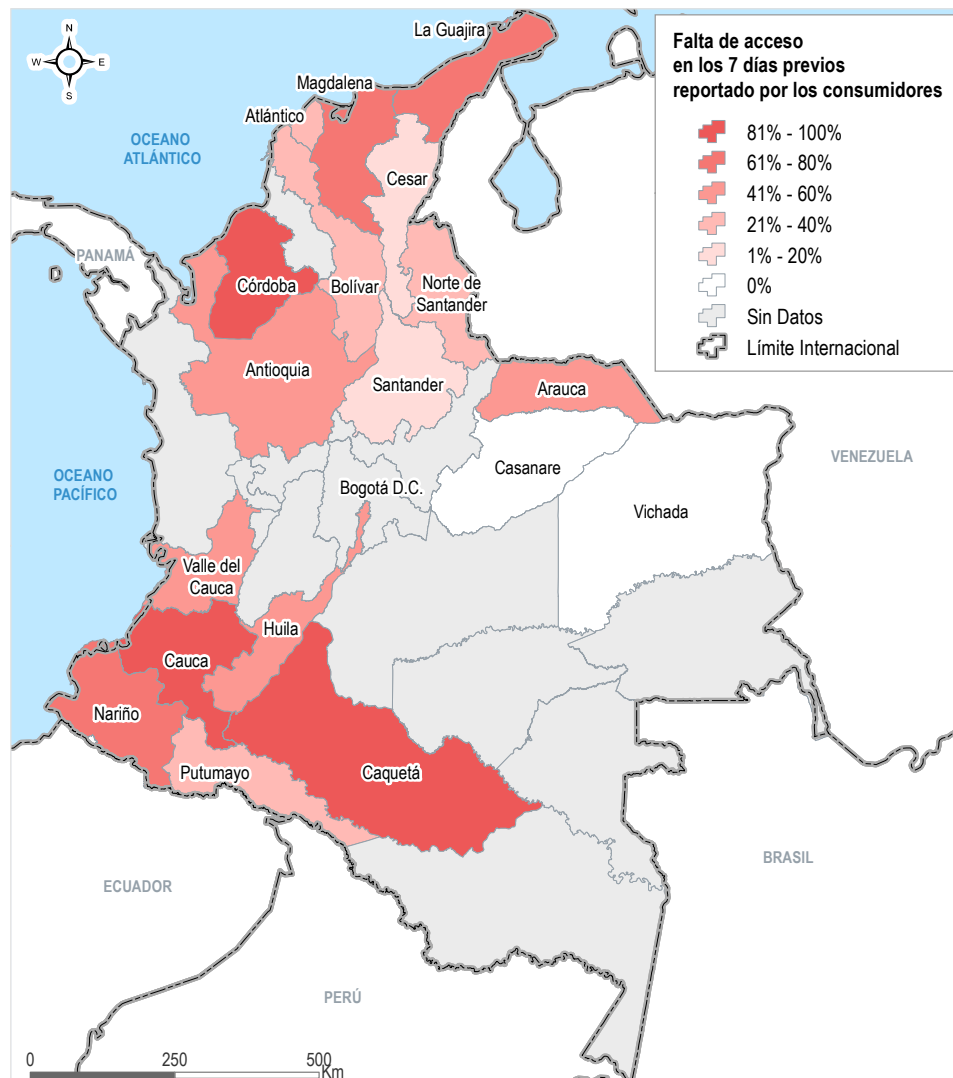 N
W E
S
La Guajira
Magdalena
Atlántico
OCEANO
ATLÁNTICO
Cesar
PANAMÁ
Córdoba
Bolívar
Norte de
Santander
Antioquia
Santander
Arauca
Casanare
VENEZUELA
OCEANO
PACÍFICO
Bogotá D.C.
Vichada
Valle del
Cauca
Huila
Cauca
Nariño
Putumayo
Caquetá
ECUADOR
BRASIL
PERÚ
0 250 500
Km
Falta de acceso
en los 7 días previos
reportado por los consumidores
81% - 100%
61% - 80%
41% - 60%
21% - 40%
1% - 20%
0%
Sin Datos
Límite Internacional